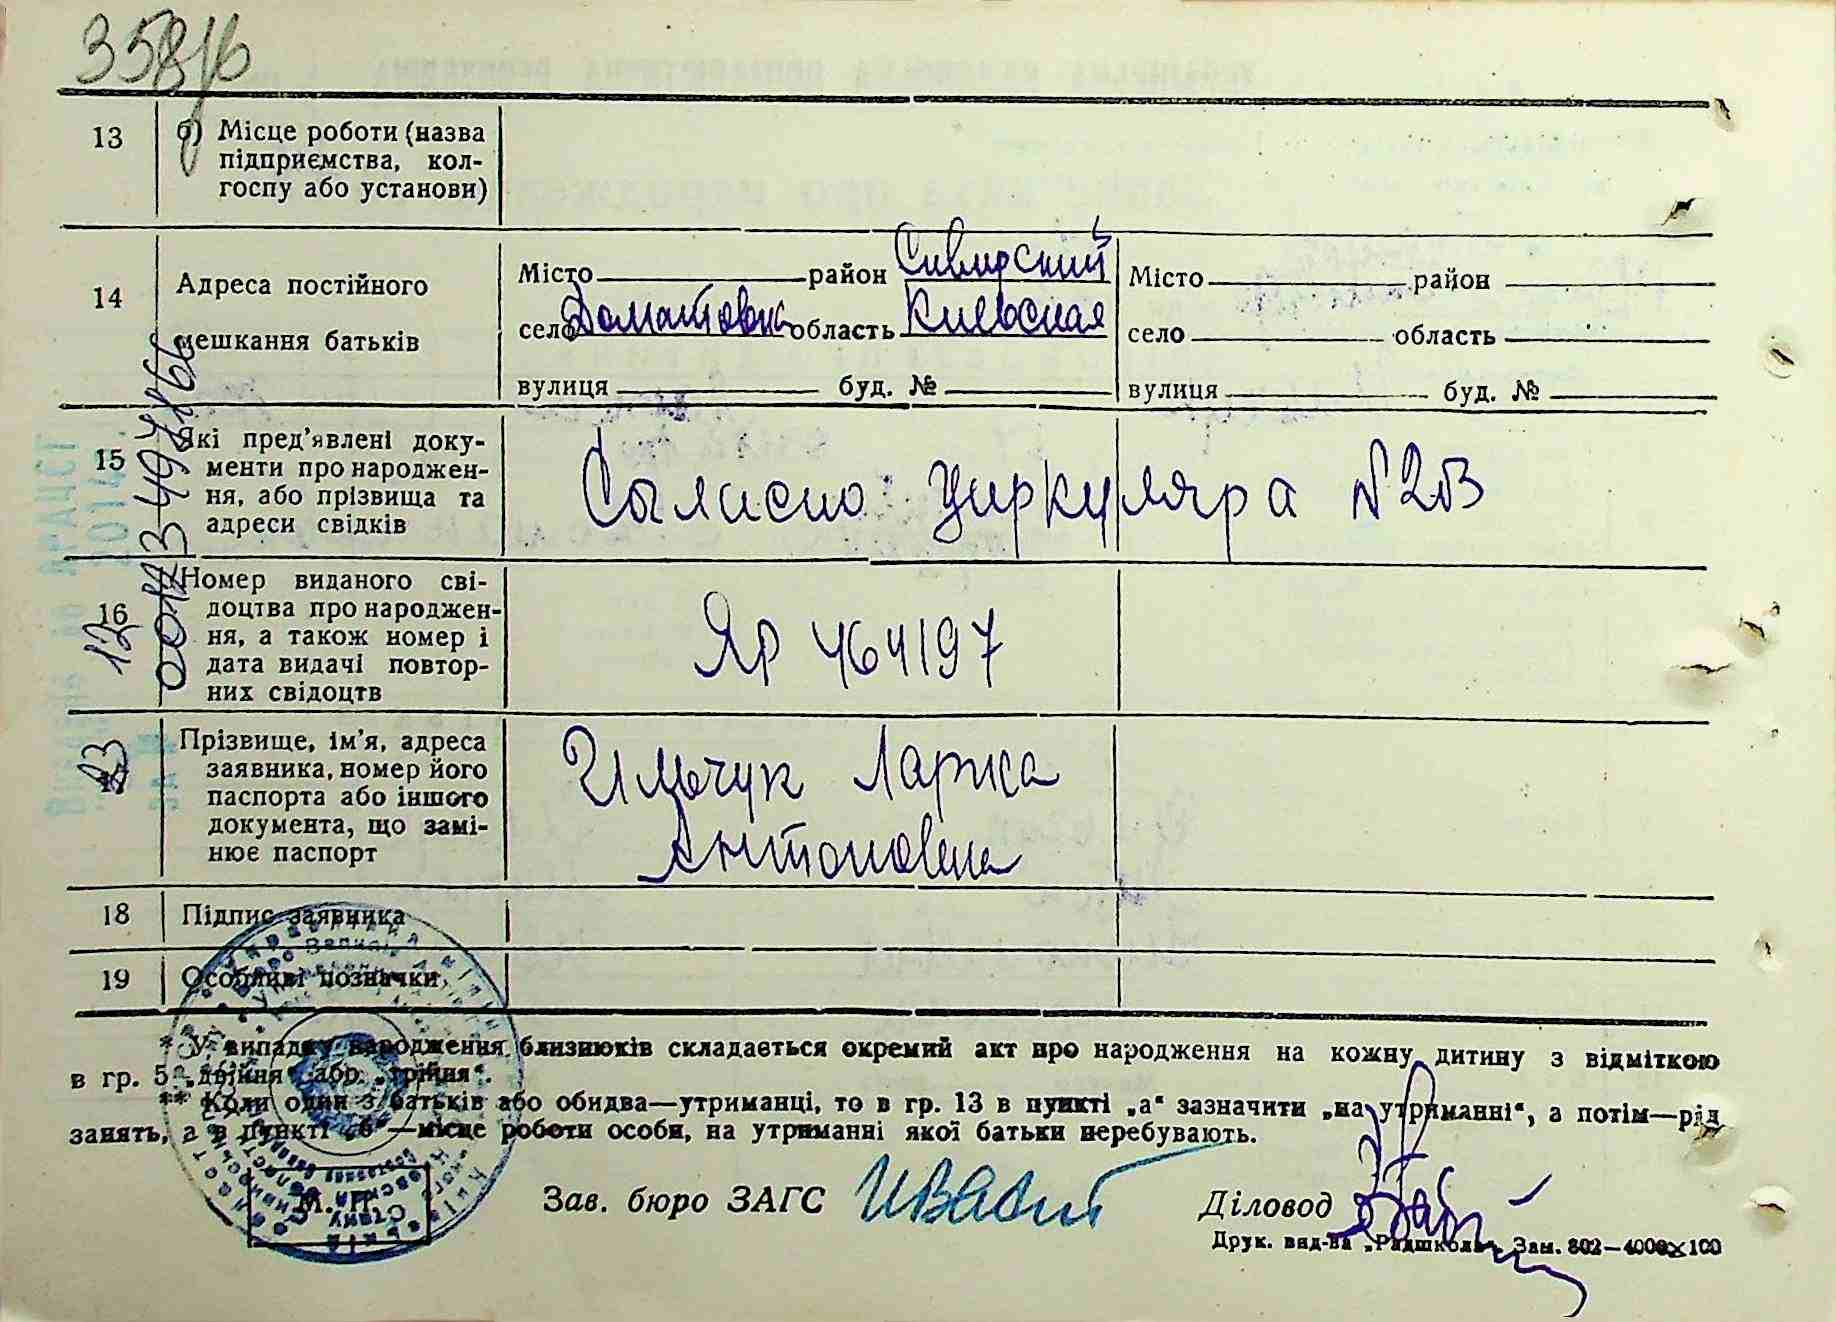 358/6
13
б) Місце роботи (назва
підприємства, кол-
госпу або установи)
14
Адреса постійного
мешкання батьків
Місто район Сквирский
село Доматовка область Киевская
вулиця буд. №
Місто район
село область
вулиця буд. №
15
Які пред'явлені доку-
менти про народжен-
ня, або прізвища та
адреси свідків
Согласно циркуляра №
16
Номер виданого сві-
доцтва про народжен-
ня, а також номер і
дата видачі повтор-
них свідоцтв
ЯР 464197
Прізвище, ім'я, адреса
заявника, номер його
паспорта або іншого
документа, що замі-
нює паспорт
Ильчук Лариса
Антоновна
18
Підпис заявника
19
Особливі позначки
* У випадку народження близнюків складається окремий акт про народження на кожну дитину з відміткою
в гр. 5 „двійня“ або „трійня“.
** Коли один з батьків або обидва—утриманці, то в гр. 13 в пункті „а“ зазначити „на утриманні“, а потім—рід
занять, а в пункті „б“—місце роботи особи, на утриманні якої батьки перебувають.
М. П.
Зав. бюро ЗАГС
Діловод
Друк. вид-ва „Радшкола“. Зам. 802—4000×100